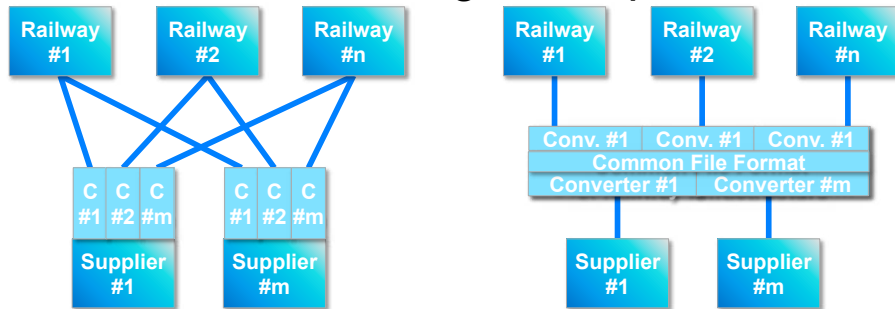 Railway #1
Railway #2
Railway #n
Railway #1
Railway #2
Railway #n
Conv. #1 Conv. #1 Conv. #1
Common File Format
Converter #1 Converter #m
C #1
C #2
C #m
C #1
C #2
C #m
Supplier #1
Supplier #m
Supplier #1
Supplier #m